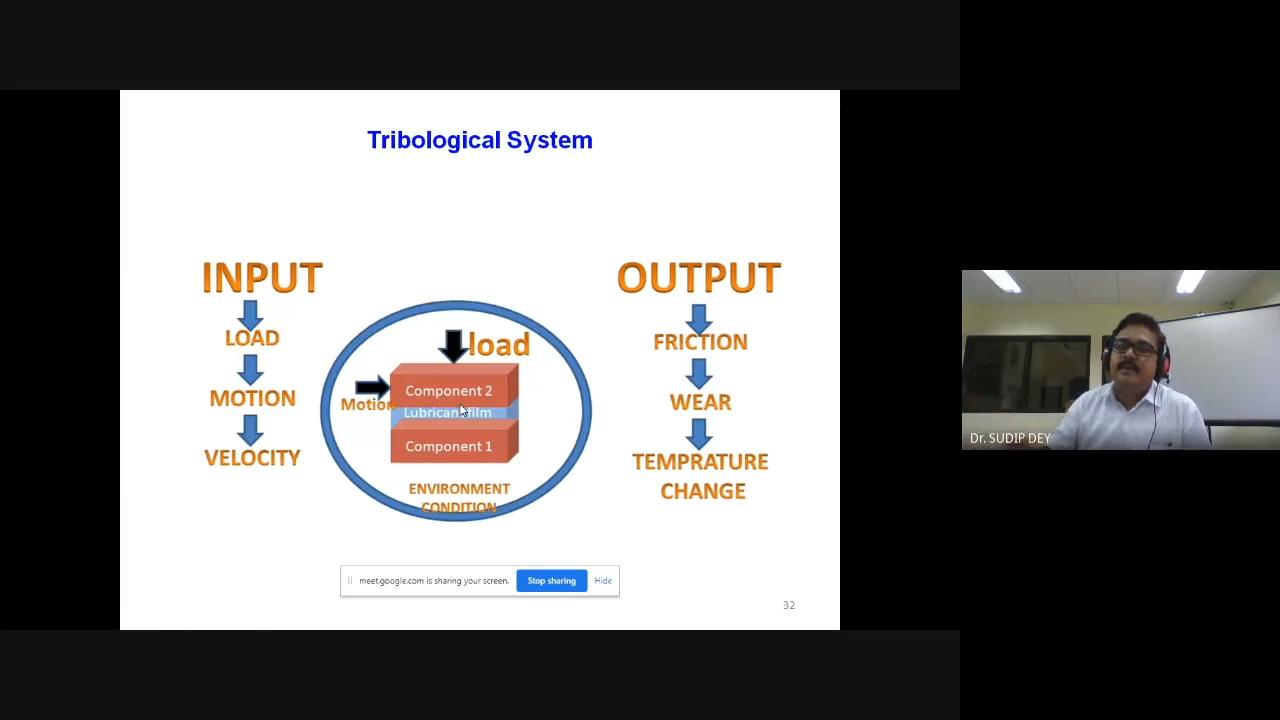 Tribological System
INPUT
LOAD
MOTION
VELOCITY
load
Motion
Component 2
Lubricant film
Component 1
ENVIRONMENT
CONDITION
OUTPUT
FRICTION
WEAR
TEMPRATURE
CHANGE
meet.google.com is sharing your screen.
Stop sharing
Hide
32
Dr. SUDIP DEY